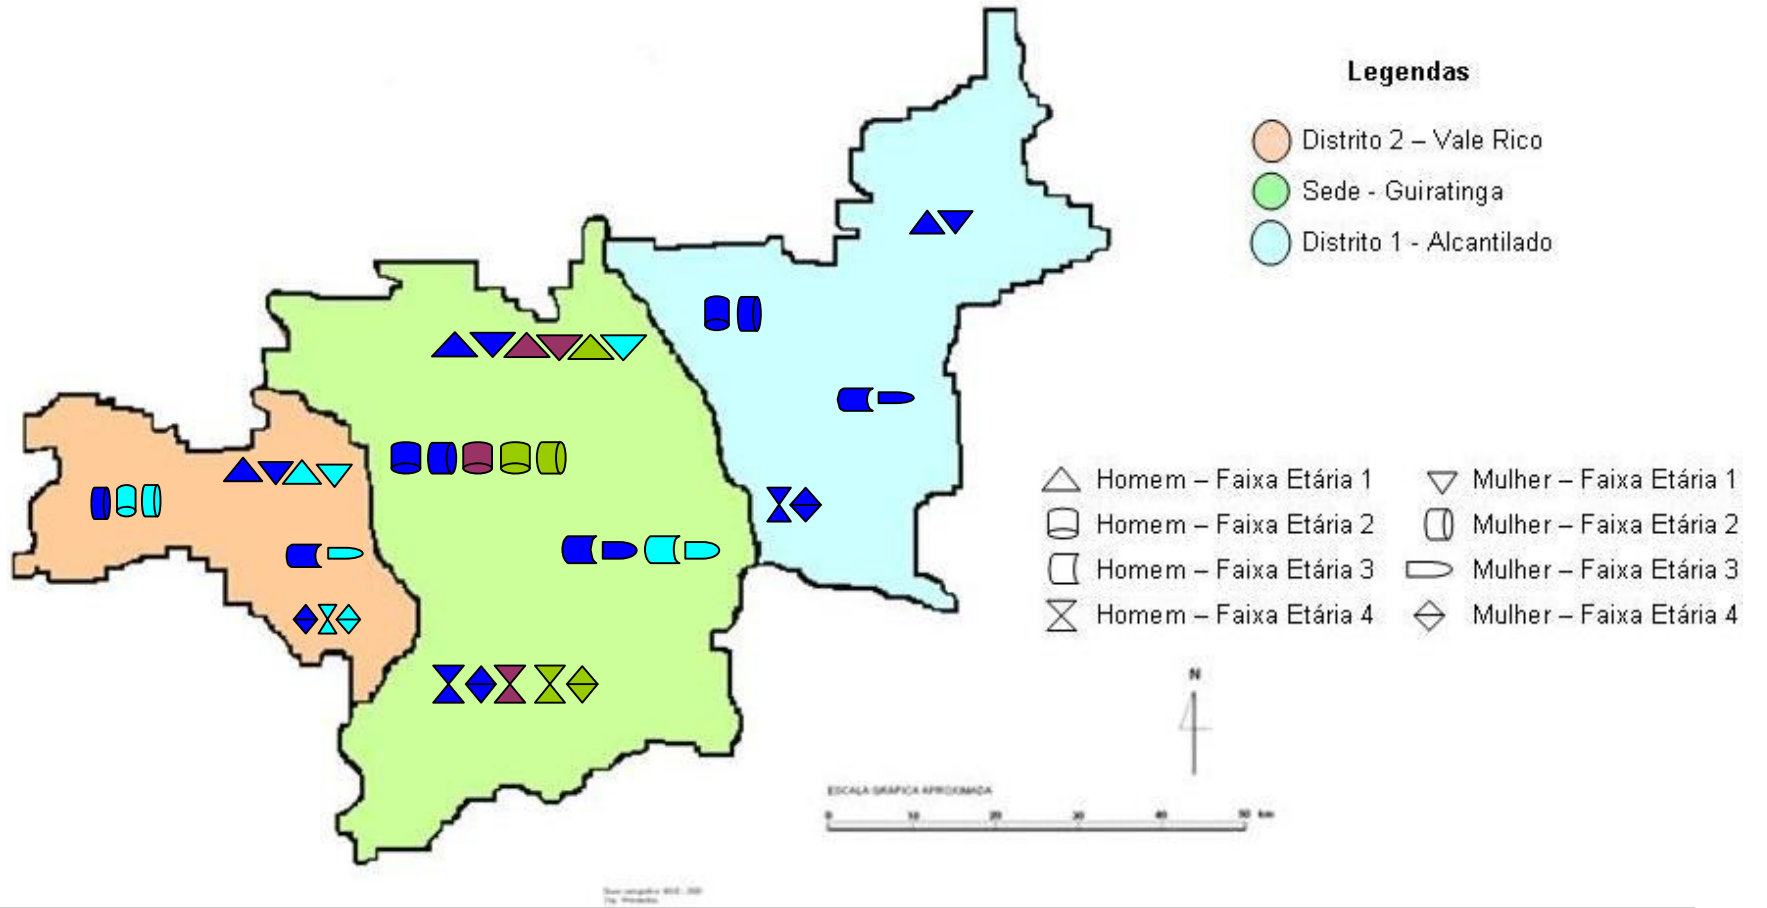 Legendas
Distrito 2 – Vale Rico
Sede - Guiratinga
Distrito 1 - Alcantilado
Homem – Faixa Etária 1
Mulher – Faixa Etária 1
Homem – Faixa Etária 2
Mulher – Faixa Etária 2
Homem – Faixa Etária 3
Mulher – Faixa Etária 3
Homem – Faixa Etária 4
Mulher – Faixa Etária 4
N
ESCALA GRÁFICA APROXIMADA
0 10 20 30 40 50 km